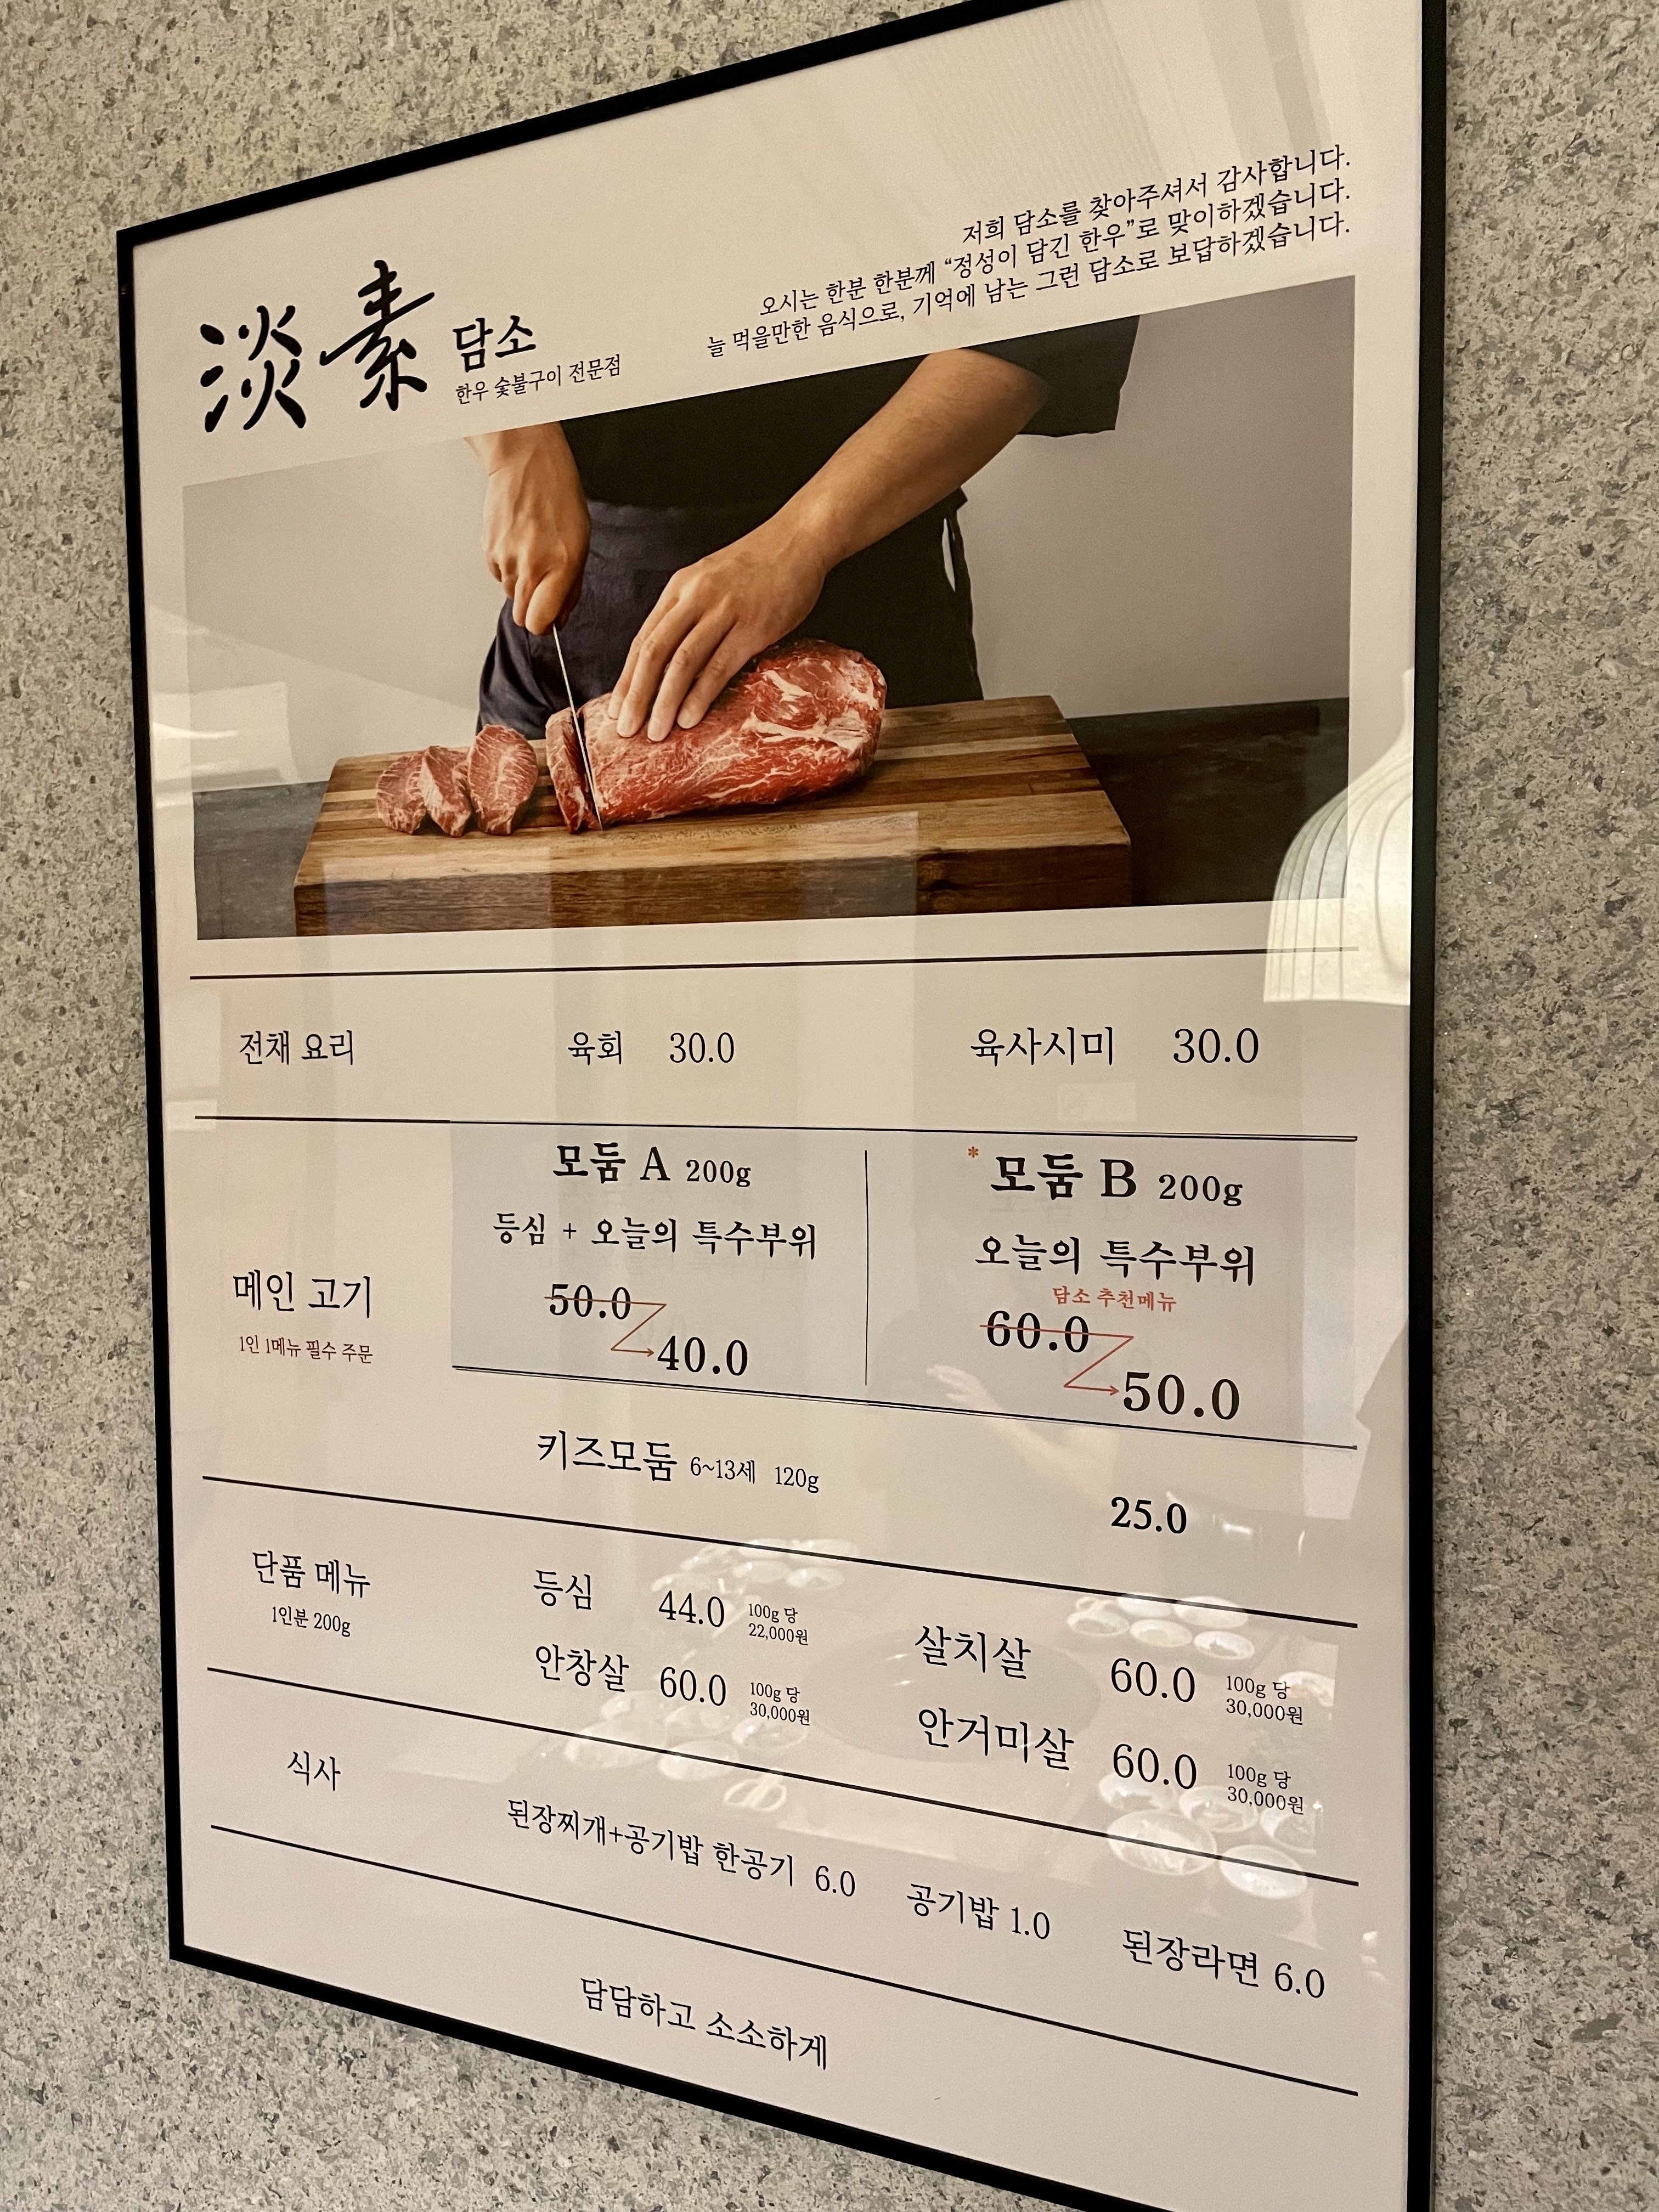 저희 담소를 찾아주셔서 감사합니다.
오시는 한분 한분께 “정성이 담긴 한우”로 맞이하겠습니다.
늘 먹을만한 음식으로, 기억에 남는 그런 담소로 보답하겠습니다.
淡素 담소
한우 숯불구이 전문점
전채 요리 육회 30.0 육사시미 30.0
메인 고기
1인 1메뉴 필수 주문
모둠 A 200g
등심 + 오늘의 특수부위
50.0
40.0
* 모둠 B 200g
오늘의 특수부위
담소 추천메뉴
60.0
50.0
키즈모둠 6~13세 120g 25.0
단품 메뉴
1인분 200g
등심 44.0 100g 당 22,000원
안창살 60.0 100g 당 30,000원
살치살 60.0 100g 당 30,000원
안거미살 60.0 100g 당 30,000원
식사
된장찌개+공기밥 한공기 6.0 공기밥 1.0 된장라면 6.0
담담하고 소소하게